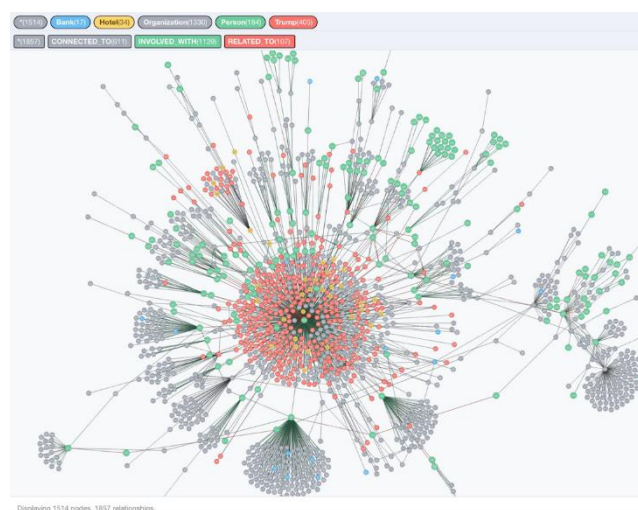 *(1514) Bank(17) Hotel(34) Organization(1330) Person(184) Trump(405)
*(1857) CONNECTED_TO(611) INVOLVED_WITH(1139) RELATED_TO(107)
Displaying 1514 nodes, 1857 relationships.